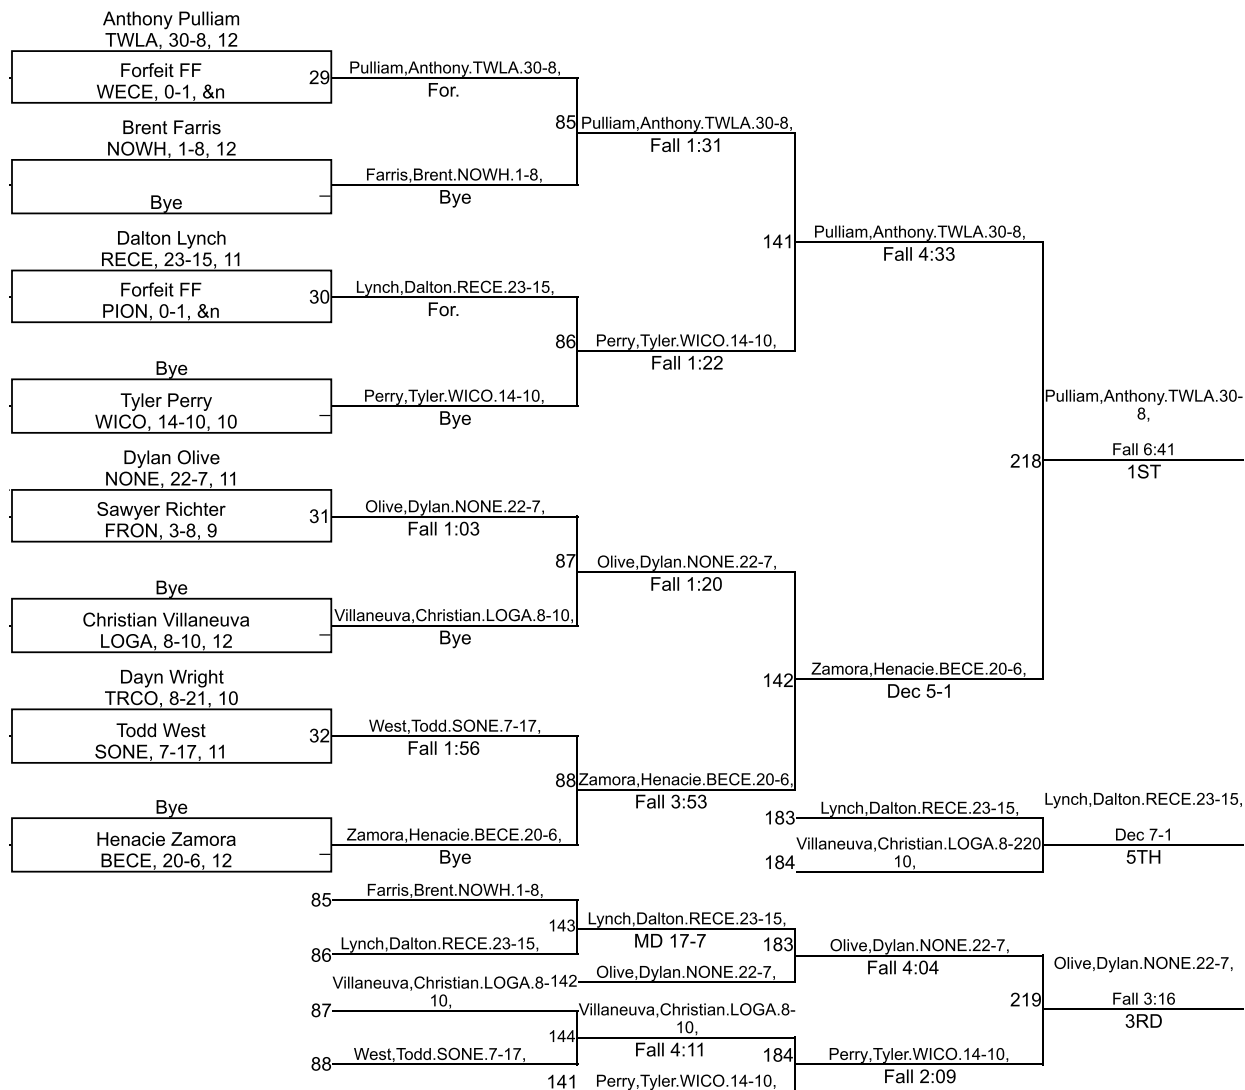 Anthony Pulliam
TWLA, 30-8, 12
Forfeit FF
WECE, 0-1, &n
29
Pulliam,Anthony.TWLA.30-8,
For.
85
Pulliam,Anthony.TWLA.30-8,
Fall 1:31
Brent Farris
NOWH, 1-8, 12
Bye
Farris,Brent.NOWH.1-8,
Bye
141
Pulliam,Anthony.TWLA.30-8,
Fall 4:33
Dalton Lynch
RECE, 23-15, 11
Forfeit FF
PION, 0-1, &n
30
Lynch,Dalton.RECE.23-15,
For.
86
Perry,Tyler.WICO.14-10,
Fall 1:22
Bye
Tyler Perry
WICO, 14-10, 10
Perry,Tyler.WICO.14-10,
Bye
218
Pulliam,Anthony.TWLA.30-
8,
Fall 6:41
1ST
Dylan Olive
NONE, 22-7, 11
Sawyer Richter
FRON, 3-8, 9
31
Olive,Dylan.NONE.22-7,
Fall 1:03
87
Olive,Dylan.NONE.22-7,
Fall 1:20
Bye
Christian Villaneuva
LOGA, 8-10, 12
Villaneuva,Christian.LOGA.8-10,
Bye
142
Zamora,Henacie.BECE.20-6,
Dec 5-1
Dayn Wright
TRCO, 8-21, 10
Todd West
SONE, 7-17, 11
32
West,Todd.SONE.7-17,
Fall 1:56
88
Zamora,Henacie.BECE.20-6,
Fall 3:53
Bye
Henacie Zamora
BECE, 20-6, 12
Zamora,Henacie.BECE.20-6,
Bye
183
Lynch,Dalton.RECE.23-15,
184
Villaneuva,Christian.LOGA.8-
10,
220
Lynch,Dalton.RECE.23-15,
Dec 7-1
5TH
85
Farris,Brent.NOWH.1-8,
86
Lynch,Dalton.RECE.23-15,
143
Lynch,Dalton.RECE.23-15,
MD 17-7
142
Olive,Dylan.NONE.22-7,
183
Olive,Dylan.NONE.22-7,
Fall 4:04
87
Villaneuva,Christian.LOGA.8-
10,
88
West,Todd.SONE.7-17,
144
Villaneuva,Christian.LOGA.8-
10,
Fall 4:11
141
Perry,Tyler.WICO.14-10,
184
Perry,Tyler.WICO.14-10,
Fall 2:09
219
Olive,Dylan.NONE.22-7,
Fall 3:16
3RD